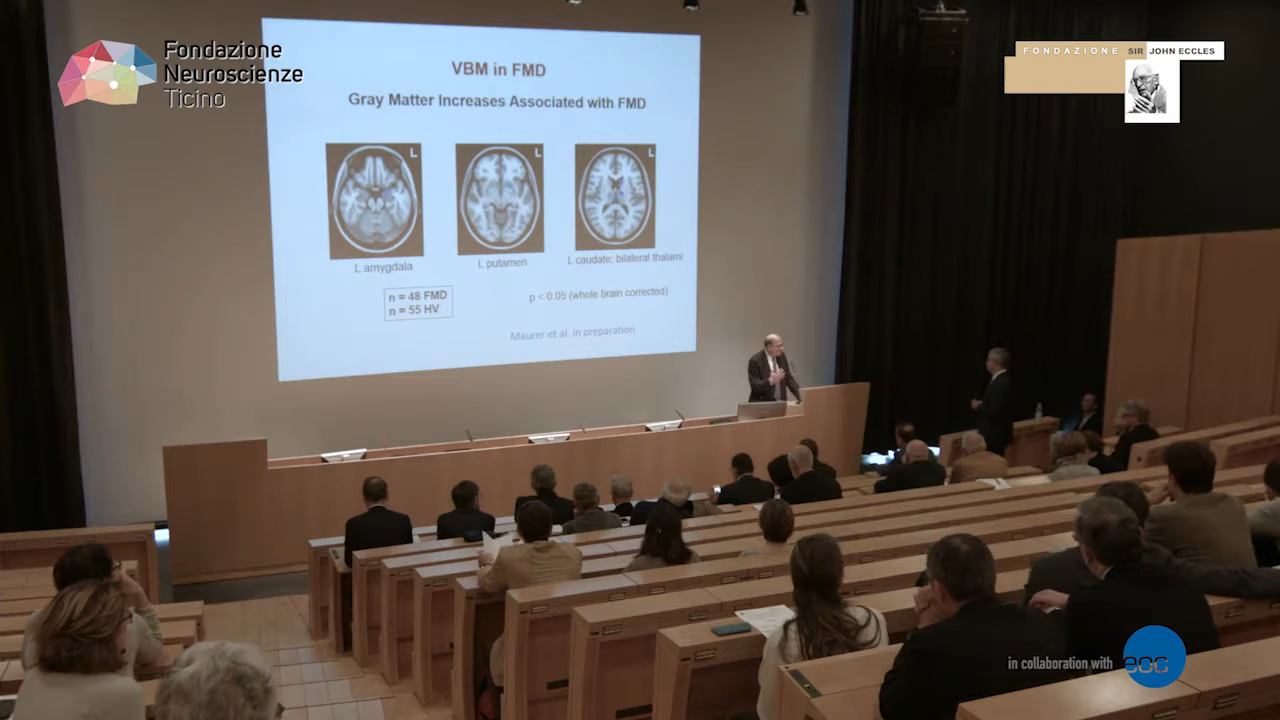 Fondazione
Neuroscienze
Ticino
FONDAZIONE SIR JOHN ECCLES
VBM in FMD
Gray Matter Increases Associated with FMD
L
L
L
L amygdala
L putamen
L caudate; bilateral thalami
n = 48 FMD
n = 55 HV
p < 0.05 (whole brain corrected)
Maurer et al. in preparation
in collaboration with eoc